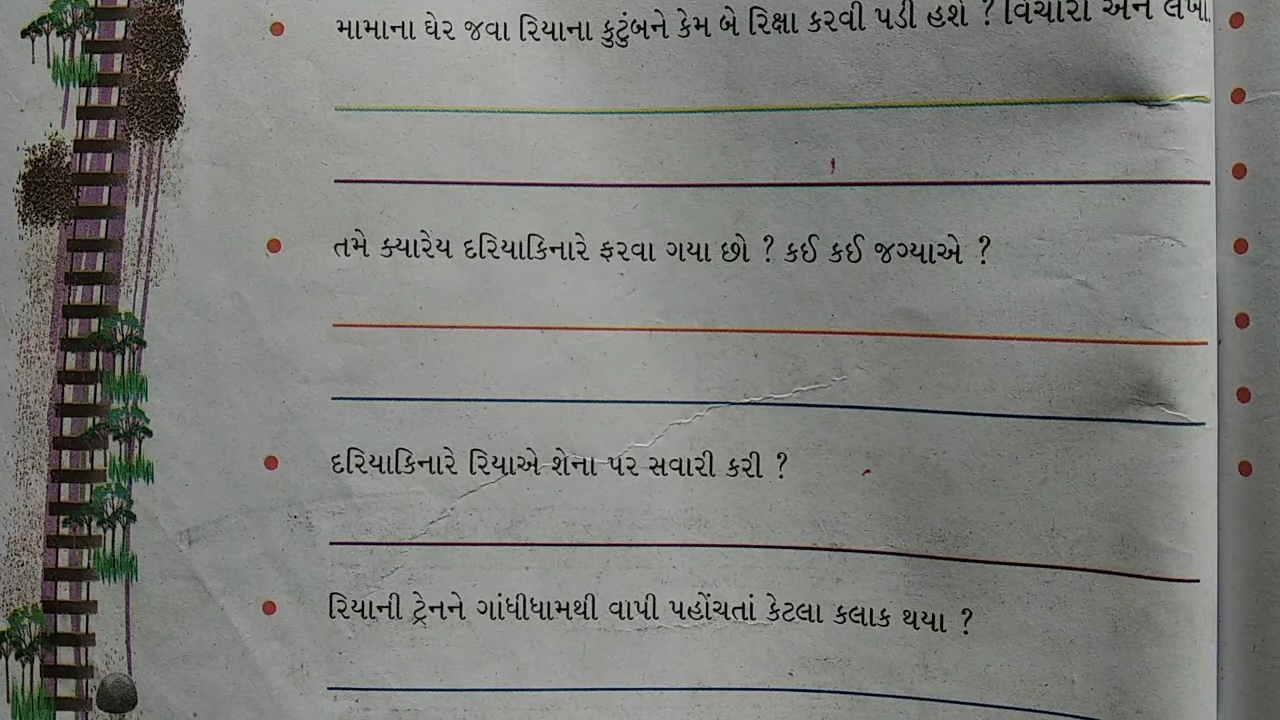 મામાના ઘેર જવા રિયાના કુટુંબને કેમ બે રિક્ષા કરવી પડી હશે ? વિચારો અને લખો.
તમે ક્યારેય દરિયાકિનારે ફરવા ગયા છો ? કઈ કઈ જગ્યાએ ?
દરિયાકિનારે રિયાએ શેના પર સવારી કરી ?
રિયાની ટ્રેનને ગાંધીધામથી વાપી પહોંચતાં કેટલા કલાક થયા ?